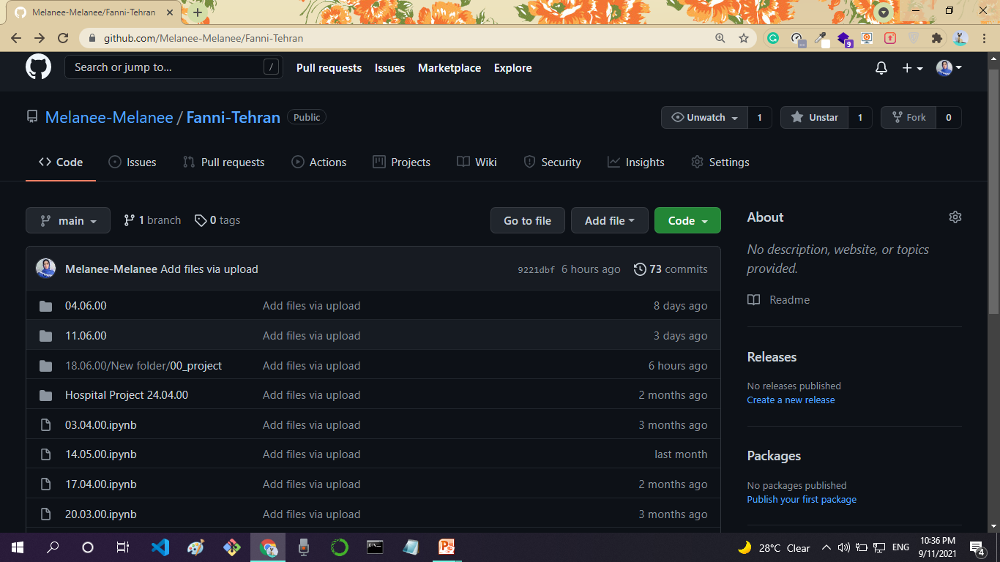 Melanee-Melanee/Fanni-Tehran
github.com/Melanee-Melanee/Fanni-Tehran
9
Search or jump to...
/
Pull requests
Issues
Marketplace
Explore
Melanee-Melanee / Fanni-Tehran
Public
Unwatch
1
Unstar
1
Fork
0
Code
Issues
Pull requests
Actions
Projects
Wiki
Security
Insights
Settings
main
1 branch
0 tags
Go to file
Add file
Code
Melanee-Melanee Add files via upload
9221dbf 6 hours ago
73 commits
04.06.00 Add files via upload 8 days ago
11.06.00 Add files via upload 3 days ago
18.06.00/New folder/00_project Add files via upload 6 hours ago
Hospital Project 24.04.00 Add files via upload 2 months ago
03.04.00.ipynb Add files via upload 3 months ago
14.05.00.ipynb Add files via upload last month
17.04.00.ipynb Add files via upload 2 months ago
20.03.00.ipynb Add files via upload 3 months ago
About
No description, website, or topics
provided.
Readme
Releases
No releases published
Create a new release
Packages
No packages published
Publish your first package
28°C Clear
ENG
10:36 PM
9/11/2021
4